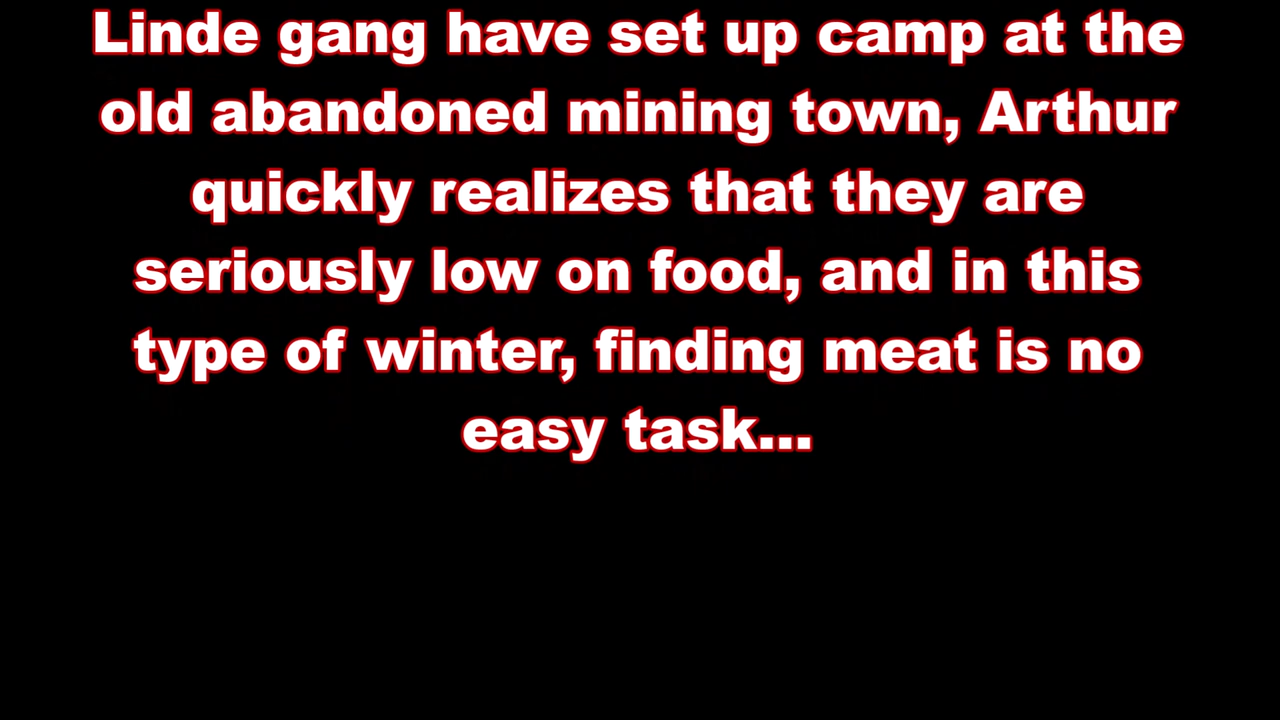 Linde gang have set up camp at the
old abandoned mining town, Arthur
quickly realizes that they are
seriously low on food, and in this
type of winter, finding meat is no
easy task...